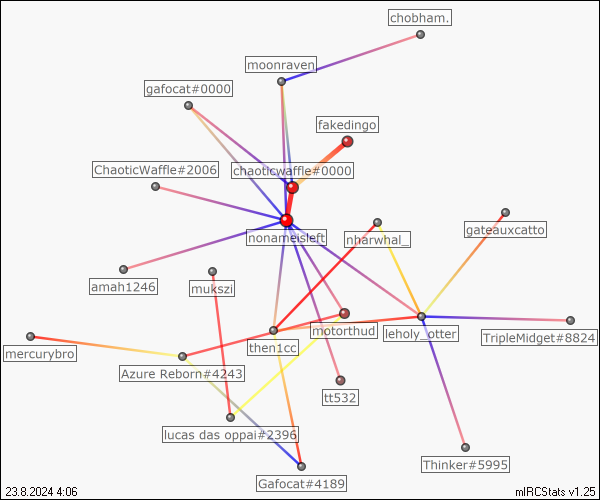 chobham.
moonraven
gafocat#0000
fakedingo
ChaoticWaffle#2006
chaoticwaffle#0000
gateauxcatto
nonameisleft
nharwhal_
amah1246
mukszi
motorthud
leholy_otter
TripleMidget#8824
then1cc
mercurybro
Azure Reborn#4243
tt532
lucas das oppai#2396
Thinker#5995
Gafocat#4189
23.8.2024 4:06
mIRCStats v1.25